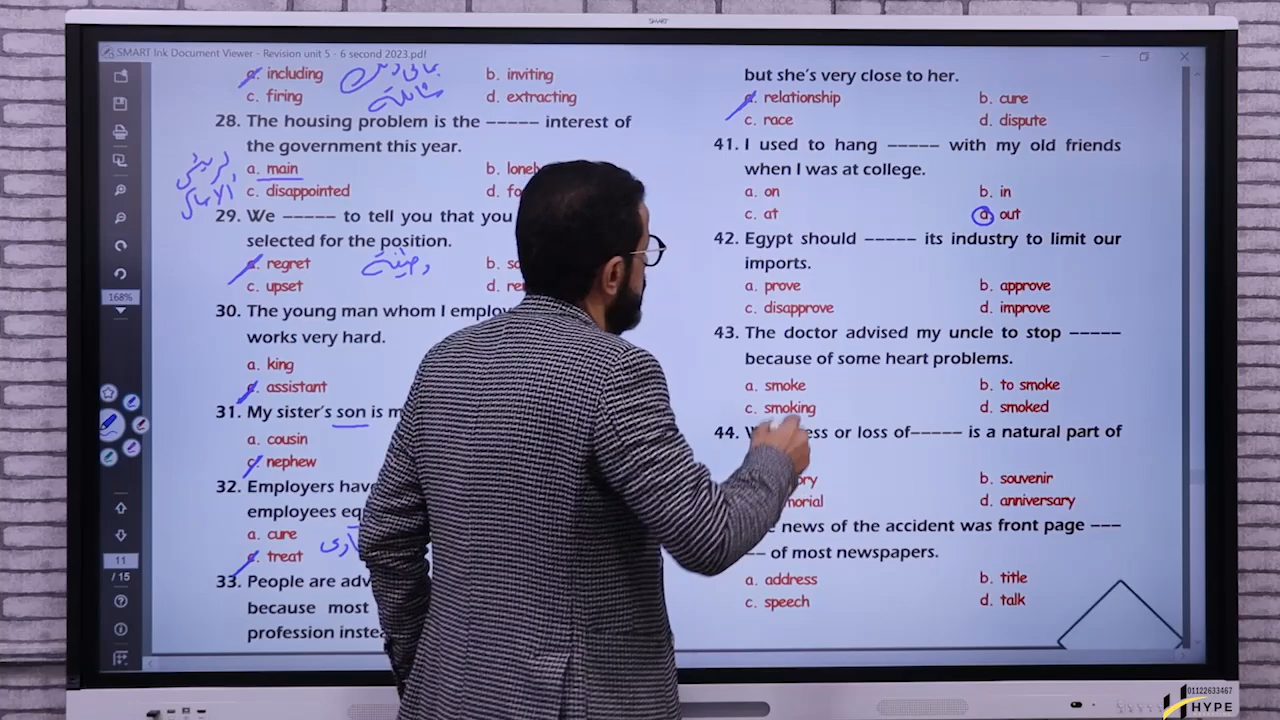 SMART
SMART Ink Document Viewer - Revision unit 5 - 6 second 2023.pdf
a. including
b. inviting
c. firing
d. extracting
28. The housing problem is the ----- interest of
the government this year.
a. main
c. disappointed
29. We ----- to tell you that you
selected for the position.
a. regret
c. upset
30. The young man whom I
works very hard.
a. king
c. assistant
31. My sister's son is
a. cousin
c. nephew
32. Employers
employees
a. cure
c. treat
33. People are
because most
profession
but she's very close to her.
a. relationship
b. cure
c. race
d. dispute
41. I used to hang ----- with my old friends
when I was at college.
a. on
b. in
c. at
d. out
42. Egypt should ----- its industry to limit our
imports.
a. prove
b. approve
c. disapprove
d. improve
43. The doctor advised my uncle to stop -----
because of some heart problems.
a. smoke
b. to smoke
c. smoking
d. smoked
44. or loss of----- is a natural part of
b. souvenir
d. anniversary
news of the accident was front page ---
-- of most newspapers.
a. address
b. title
c. speech
d. talk
168%
11
/ 15
01122633467
HYPE